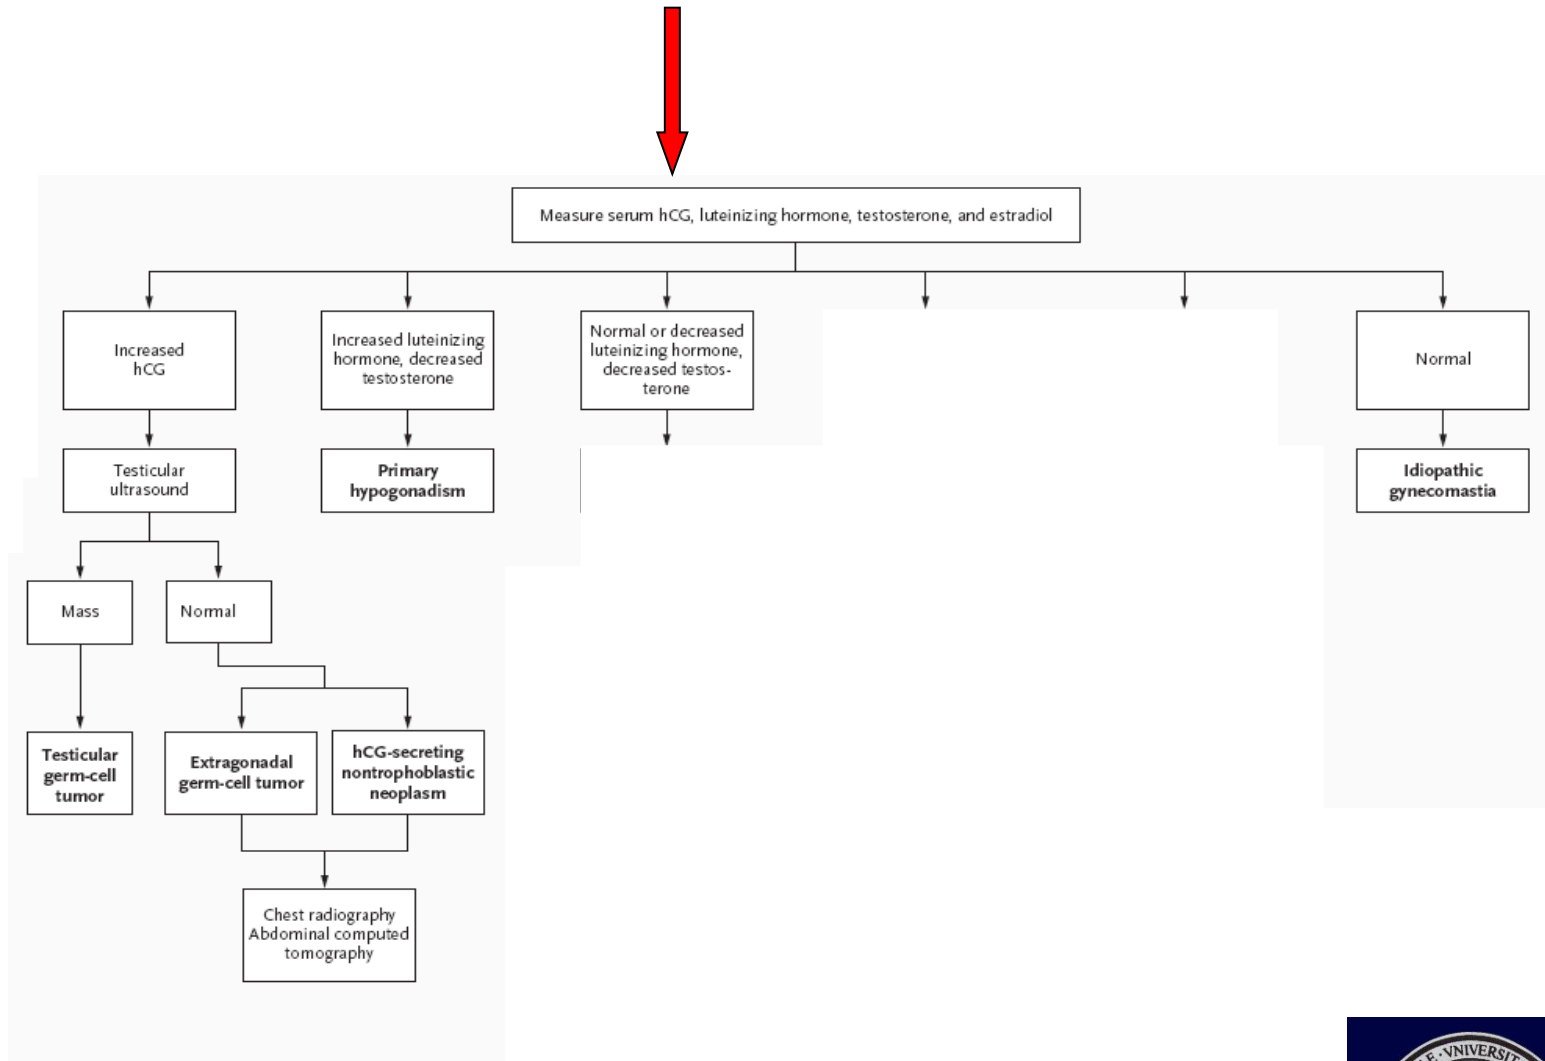 Measure serum hCG, luteinizing hormone, testosterone, and estradiol
Increased
hCG
Increased luteinizing
hormone, decreased
testosterone
Normal or decreased
luteinizing hormone,
decreased testos-
terone
Normal
Testicular
ultrasound
Primary
hypogonadism
Idiopathic
gynecomastia
Mass
Normal
Testicular
germ-cell
tumor
Extragonadal
germ-cell tumor
hCG-secreting
nontrophoblastic
neoplasm
Chest radiography
Abdominal computed
tomography